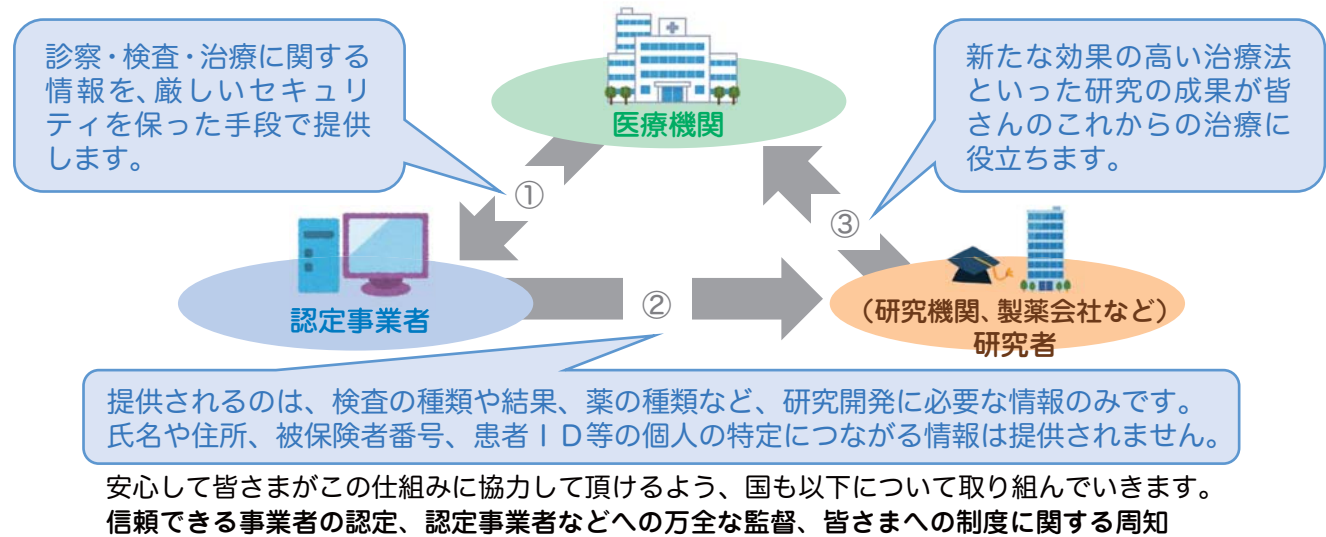 診察・検査・治療に関する
情報を、厳しいセキュリ
ティを保った手段で提供
します。
医療機関
新たな効果の高い治療法
といった研究の成果が皆
さんのこれからの治療に
役立ちます。
①
③
認定事業者
②
（研究機関、製薬会社など）
研究者
提供されるのは、検査の種類や結果、薬の種類など、研究開発に必要な情報のみです。
氏名や住所、被保険者番号、患者ＩＤ等の個人の特定につながる情報は提供されません。
安心して皆さまがこの仕組みに協力して頂けるよう、国も以下について取り組んでいきます。
信頼できる事業者の認定、認定事業者などへの万全な監督、皆さまへの制度に関する周知